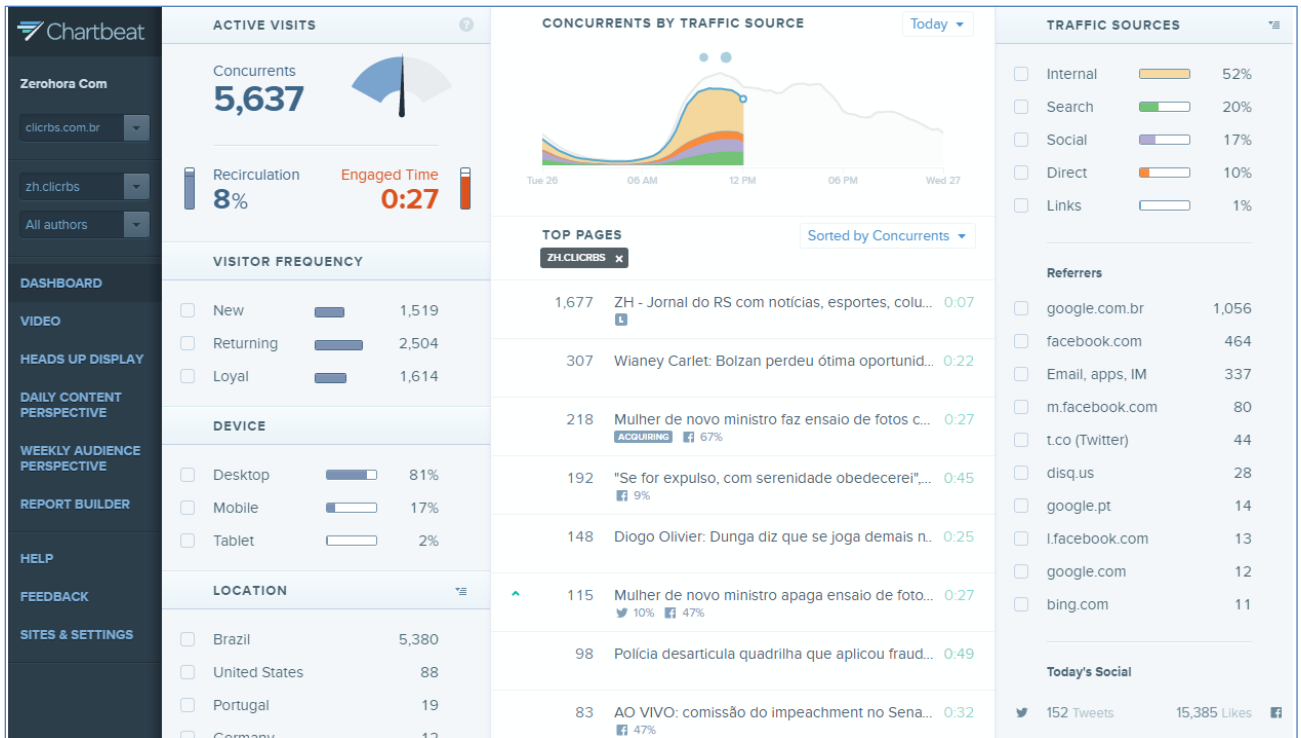 Chartbeat
Zerohora Com
clicrbs.com.br
zh.clicrbs
All authors
DASHBOARD
VIDEO
HEADS UP DISPLAY
DAILY CONTENT
PERSPECTIVE
WEEKLY AUDIENCE
PERSPECTIVE
REPORT BUILDER
HELP
FEEDBACK
SITES & SETTINGS
ACTIVE VISITS ?
Concurrents
5,637
Recirculation Engaged Time
8% 0:27
VISITOR FREQUENCY
New 1,519
Returning 2,504
Loyal 1,614
DEVICE
Desktop 81%
Mobile 17%
Tablet 2%
LOCATION
Brazil 5,380
United States 88
Portugal 19
Germany 12
CONCURRENTS BY TRAFFIC SOURCE Today
Tue 26 06 AM 12 PM 06 PM Wed 27
TOP PAGES Sorted by Concurrents
ZH.CLICRBS x
1,677 ZH - Jornal do RS com notícias, esportes, colu... 0:07
L
307 Wianey Carlet: Bolzan perdeu ótima oportunid... 0:22
218 Mulher de novo ministro faz ensaio de fotos c... 0:27
ACQUIRING 67%
192 "Se for expulso, com serenidade obedecerei",... 0:45
9%
148 Diogo Olivier: Dunga diz que se joga demais n.. 0:25
115 Mulher de novo ministro apaga ensaio de foto... 0:27
10% 47%
98 Polícia desarticula quadrilha que aplicou fraud... 0:49
83 AO VIVO: comissão do impeachment no Sena... 0:32
47%
TRAFFIC SOURCES
Internal 52%
Search 20%
Social 17%
Direct 10%
Links 1%
Referrers
google.com.br 1,056
facebook.com 464
Email, apps, IM 337
m.facebook.com 80
t.co (Twitter) 44
disq.us 28
google.pt 14
l.facebook.com 13
google.com 12
bing.com 11
Today's Social
152 Tweets 15,385 Likes